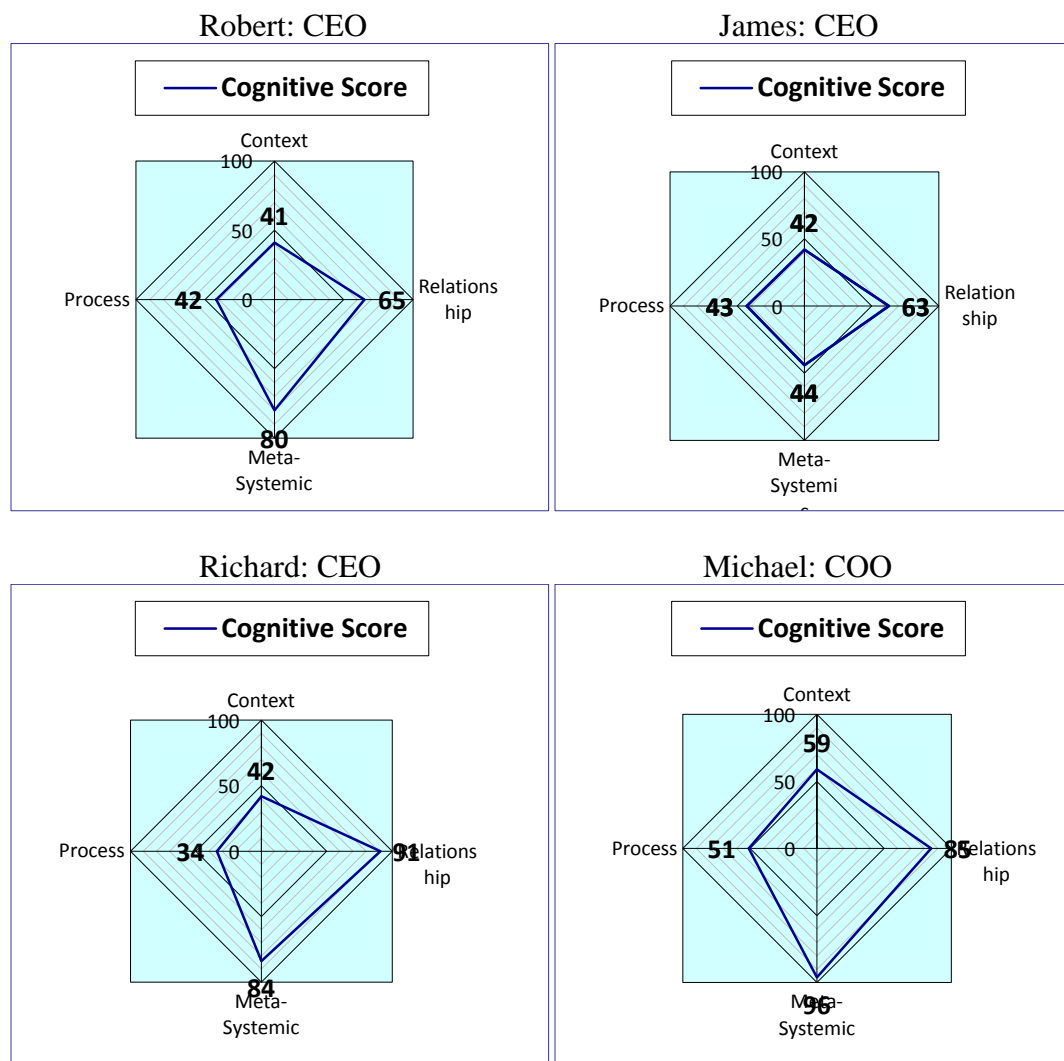 Robert: CEO
Cognitive Score
Context
100
41
50
Process
42
0
65
Relations
hip
80
Meta-
Systemic
James: CEO
Cognitive Score
Context
100
42
50
Process
43
0
63
Relation
ship
44
Meta-
Systemi
c
Richard: CEO
Cognitive Score
Context
100
42
50
Process
34
0
91
Relations
hip
84
Meta-
Systemic
Michael: COO
Cognitive Score
Context
100
59
50
Process
51
0
85
Relations
hip
96
Meta-
Systemic